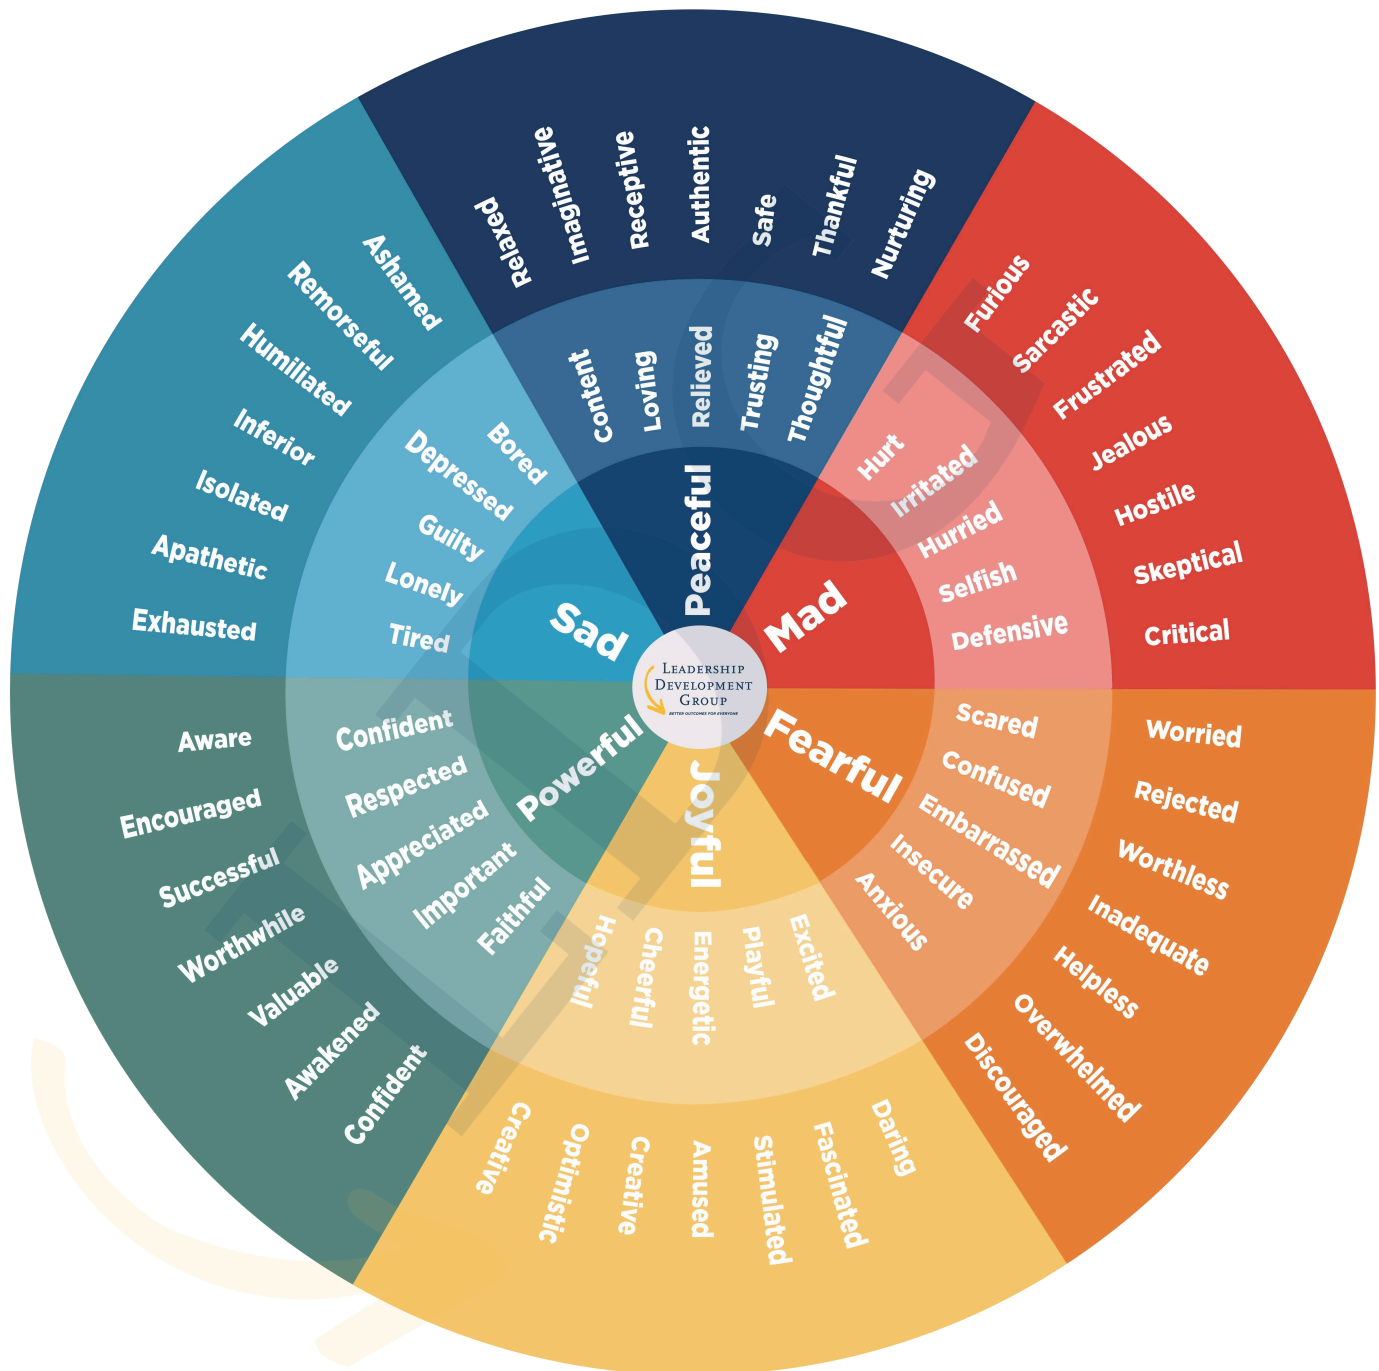 LEADERSHIP
DEVELOPMENT
GROUP
BETTER OUTCOMES FOR EVERYONE
Peaceful
Content
Loving
Relieved
Trusting
Thoughtful
Relaxed
Imaginative
Receptive
Authentic
Safe
Thankful
Nurturing
Mad
Hurt
Irritated
Hurried
Selfish
Defensive
Furious
Sarcastic
Frustrated
Jealous
Hostile
Skeptical
Critical
Fearful
Scared
Confused
Embarrassed
Insecure
Anxious
Worried
Rejected
Worthless
Inadequate
Helpless
Overwhelmed
Discouraged
Joyful
Excited
Playful
Energetic
Cheerful
Hopeful
Daring
Fascinated
Stimulated
Amused
Creative
Optimistic
Creative
Powerful
Faithful
Important
Appreciated
Respected
Confident
Confident
Awakened
Valuable
Worthwhile
Successful
Encouraged
Aware
Sad
Tired
Lonely
Guilty
Depressed
Bored
Exhausted
Apathetic
Isolated
Inferior
Humiliated
Remorseful
Ashamed